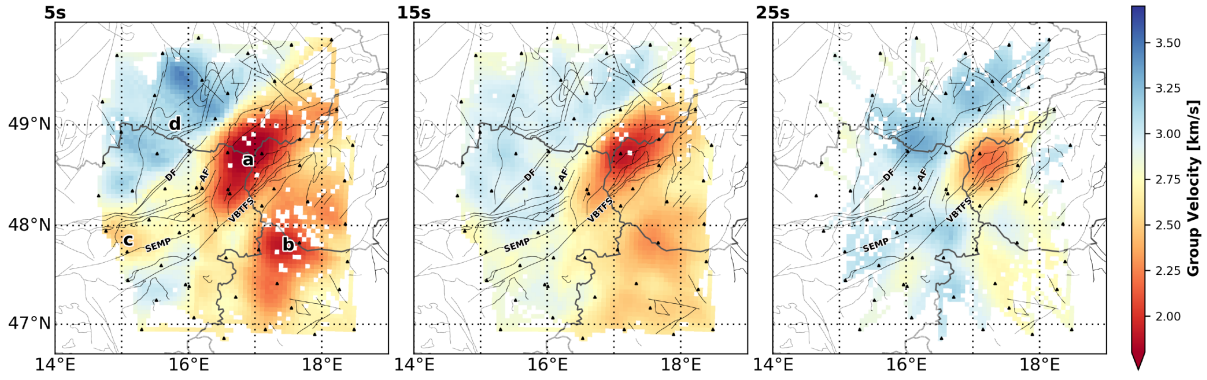 5s
15s
25s
49°N
48°N
47°N
d
a
c
b
DF
AF
VBTFS
SEMP
DF
AF
VBTFS
SEMP
DF
AF
VBTFS
SEMP
14°E
16°E
18°E
14°E
16°E
18°E
14°E
16°E
18°E
3.50
3.25
3.00
2.75
2.50
2.25
2.00
Group Velocity [km/s]